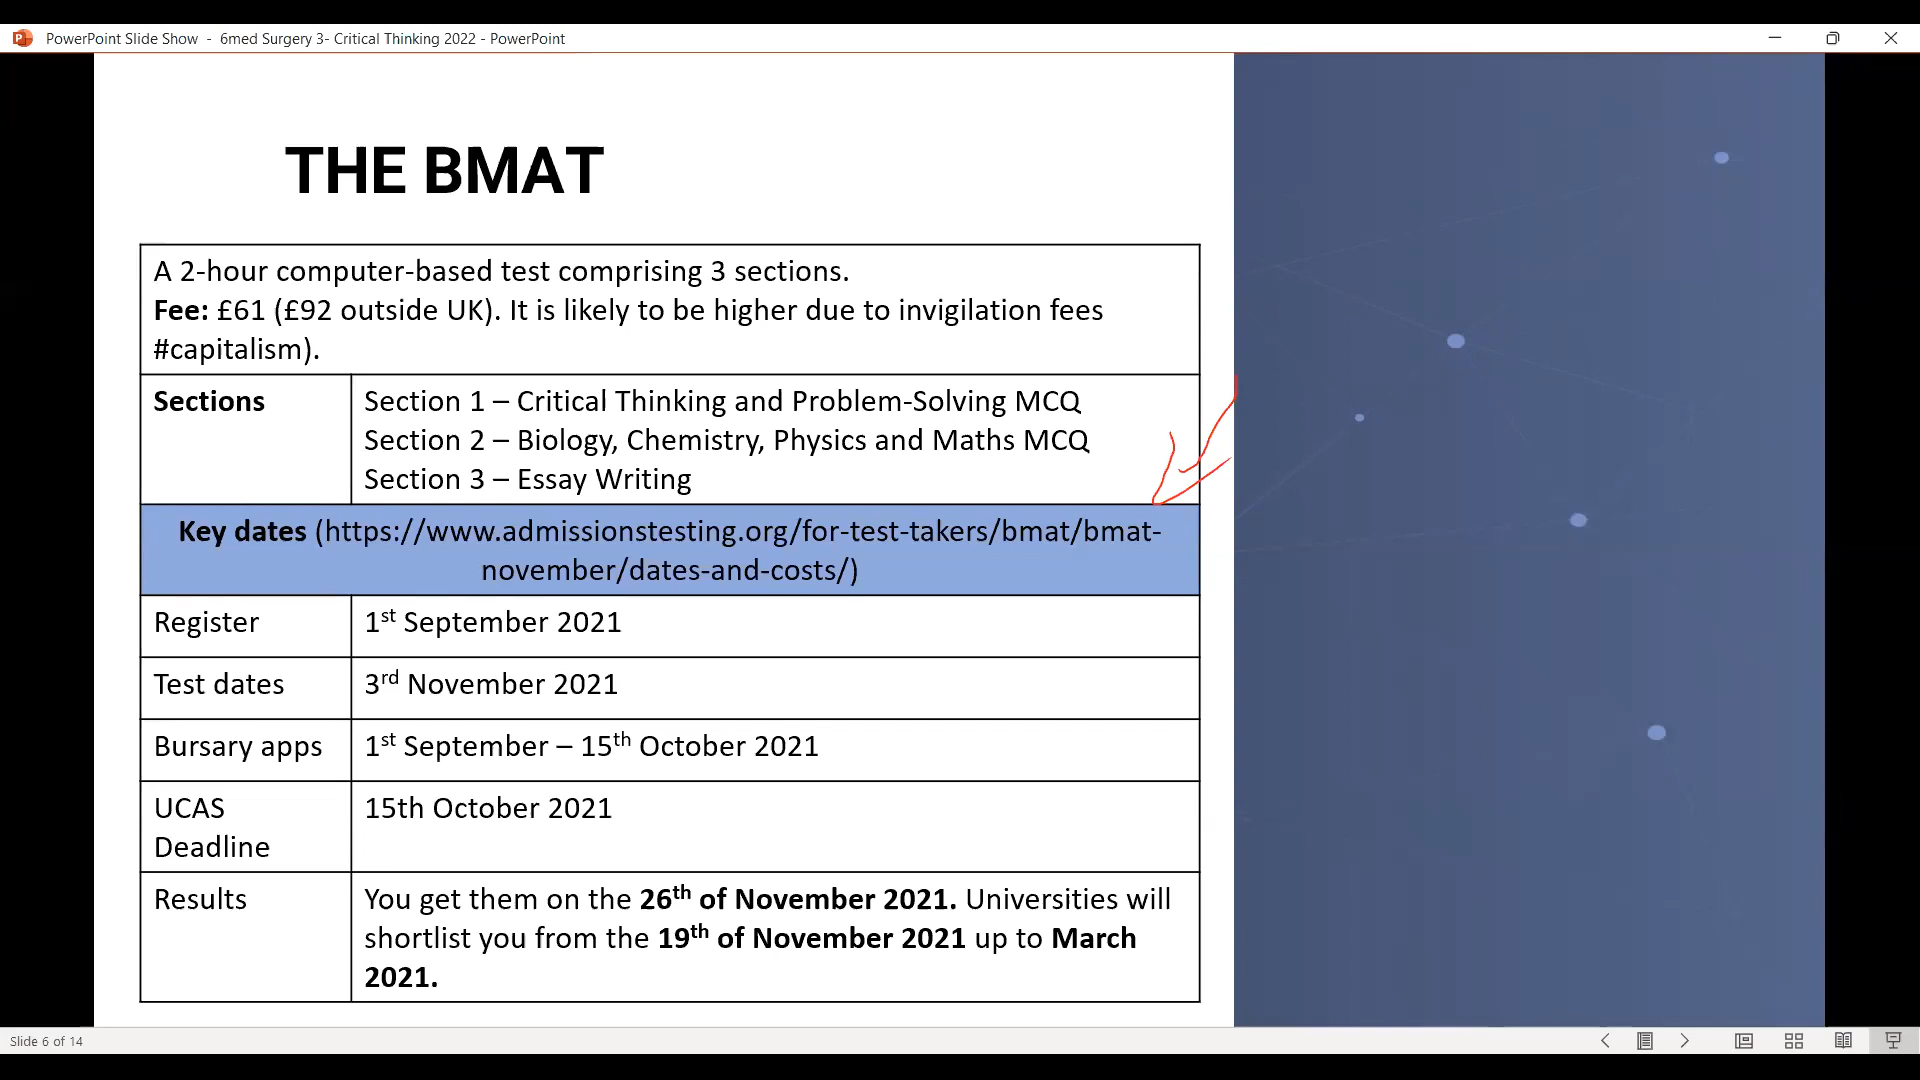 PowerPoint Slide Show - 6med Surgery 3- Critical Thinking 2022 - PowerPoint
THE BMAT
A 2-hour computer-based test comprising 3 sections.
Fee: £61 (£92 outside UK). It is likely to be higher due to invigilation fees
#capitalism).
Sections
Section 1 – Critical Thinking and Problem-Solving MCQ
Section 2 – Biology, Chemistry, Physics and Maths MCQ
Section 3 – Essay Writing
Key dates (https://www.admissionstesting.org/for-test-takers/bmat/bmat-
november/dates-and-costs/)
Register
1st September 2021
Test dates
3rd November 2021
Bursary apps
1st September – 15th October 2021
UCAS
Deadline
15th October 2021
Results
You get them on the 26th of November 2021. Universities will
shortlist you from the 19th of November 2021 up to March
2021.
Slide 6 of 14